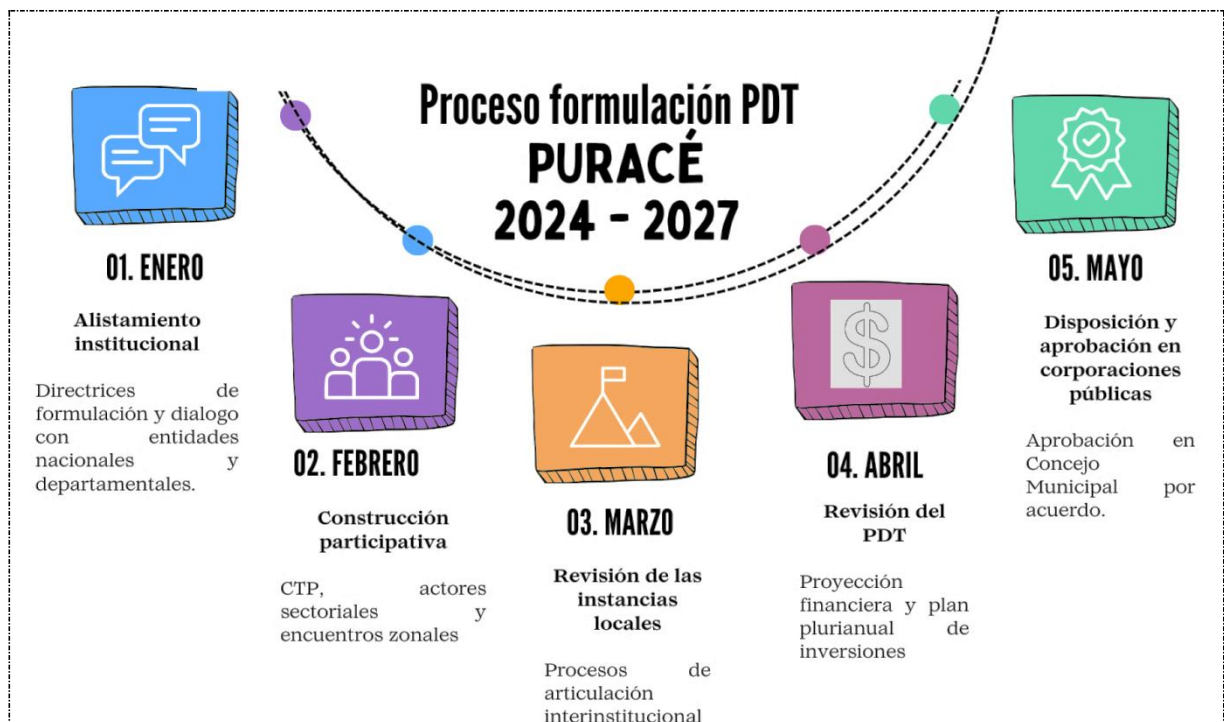 Proceso formulación PDT
PURACÉ
2024 - 2027
01. ENERO
Alistamiento
institucional
Directrices de
formulación y dialogo
con entidades
nacionales y
departamentales.
02. FEBRERO
Construcción
participativa
CTP, actores
sectoriales y
encuentros zonales
03. MARZO
Revisión de las
instancias
locales
Procesos de
articulación
interinstitucional
04. ABRIL
Revisión del
PDT
Proyección
financiera y plan
plurianual de
inversiones
05. MAYO
Disposición y
aprobación en
corporaciones
públicas
Aprobación en
Concejo
Municipal por
acuerdo.